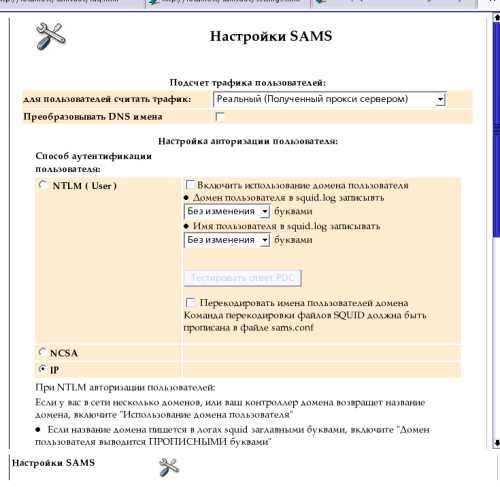 Настройки SAMS
Подсчет трафика пользователей:
для пользователей считать трафик: Реальный (Полученный прокси сервером)
Преобразовывать DNS имена
Настройка авторизации пользователя:
Способ аутентификации
пользователя:
NTLM ( User )
Включить использование домена пользователя
● Домен пользователя в squid.log записывть
Без изменения буквами
● Имя пользователя в squid.log записывать
Без изменения буквами
Тестировать ответ PDC
Перекодировать имена пользователей домена
Команда перекодировки файлов SQUID должна быть
прописана в файле sams.conf
NCSA
IP
При NTLM авторизации пользователей:
Если у вас в сети несколько доменов, или ваш контроллер домена возвращет название
домена, включите "Использование домена пользователя"
● Если название домена пишется в логах squid заглавными буквами, включите "Домен
пользователя выводится ПРОПИСНЫМИ буквами"
Настройки SAMS